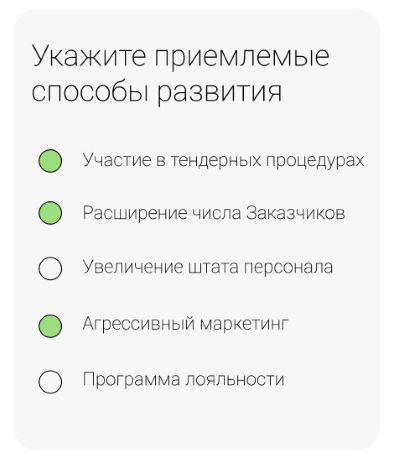 Укажите приемлемые
способы развития
Участие в тендерных процедурах
Расширение числа Заказчиков
Увеличение штата персонала
Агрессивный маркетинг
Программа лояльности